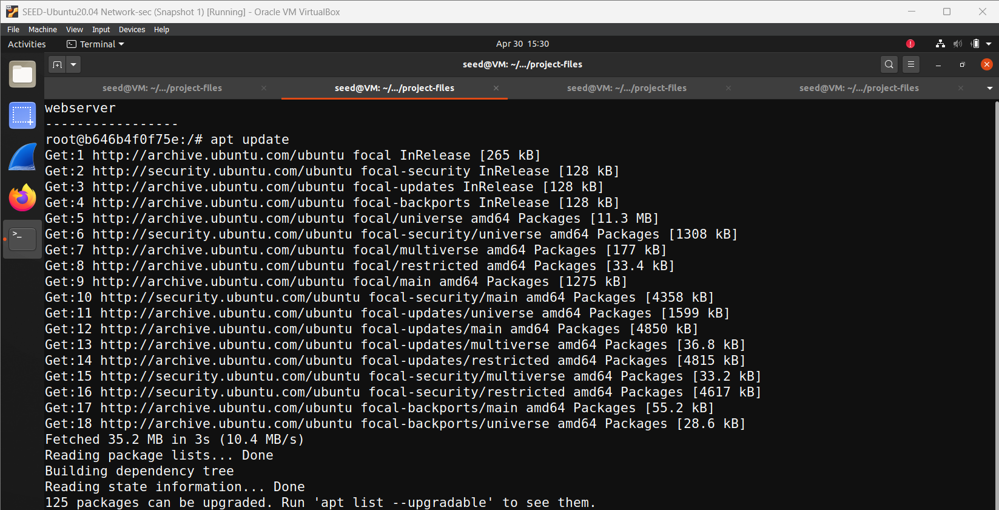 SEED-Ubuntu20.04 Network-sec (Snapshot 1) [Running] - Oracle VM VirtualBox
File Machine View Input Devices Help
Activities Terminal Apr 30 15:30
seed@VM: ~/.../project-files
seed@VM: ~/.../project-files seed@VM: ~/.../project-files seed@VM: ~/.../project-files seed@VM: ~/.../project-files
webserver
-----------------
root@b646b4f0f75e:/# apt update
Get:1 http://archive.ubuntu.com/ubuntu focal InRelease [265 kB]
Get:2 http://security.ubuntu.com/ubuntu focal-security InRelease [128 kB]
Get:3 http://archive.ubuntu.com/ubuntu focal-updates InRelease [128 kB]
Get:4 http://archive.ubuntu.com/ubuntu focal-backports InRelease [128 kB]
Get:5 http://archive.ubuntu.com/ubuntu focal/universe amd64 Packages [11.3 MB]
Get:6 http://security.ubuntu.com/ubuntu focal-security/universe amd64 Packages [1308 kB]
Get:7 http://archive.ubuntu.com/ubuntu focal/multiverse amd64 Packages [177 kB]
Get:8 http://archive.ubuntu.com/ubuntu focal/restricted amd64 Packages [33.4 kB]
Get:9 http://archive.ubuntu.com/ubuntu focal/main amd64 Packages [1275 kB]
Get:10 http://security.ubuntu.com/ubuntu focal-security/main amd64 Packages [4358 kB]
Get:11 http://archive.ubuntu.com/ubuntu focal-updates/universe amd64 Packages [1599 kB]
Get:12 http://archive.ubuntu.com/ubuntu focal-updates/main amd64 Packages [4850 kB]
Get:13 http://archive.ubuntu.com/ubuntu focal-updates/multiverse amd64 Packages [36.8 kB]
Get:14 http://archive.ubuntu.com/ubuntu focal-updates/restricted amd64 Packages [4815 kB]
Get:15 http://security.ubuntu.com/ubuntu focal-security/multiverse amd64 Packages [33.2 kB]
Get:16 http://security.ubuntu.com/ubuntu focal-security/restricted amd64 Packages [4617 kB]
Get:17 http://archive.ubuntu.com/ubuntu focal-backports/main amd64 Packages [55.2 kB]
Get:18 http://archive.ubuntu.com/ubuntu focal-backports/universe amd64 Packages [28.6 kB]
Fetched 35.2 MB in 3s (10.4 MB/s)
Reading package lists... Done
Building dependency tree
Reading state information... Done
125 packages can be upgraded. Run 'apt list --upgradable' to see them.